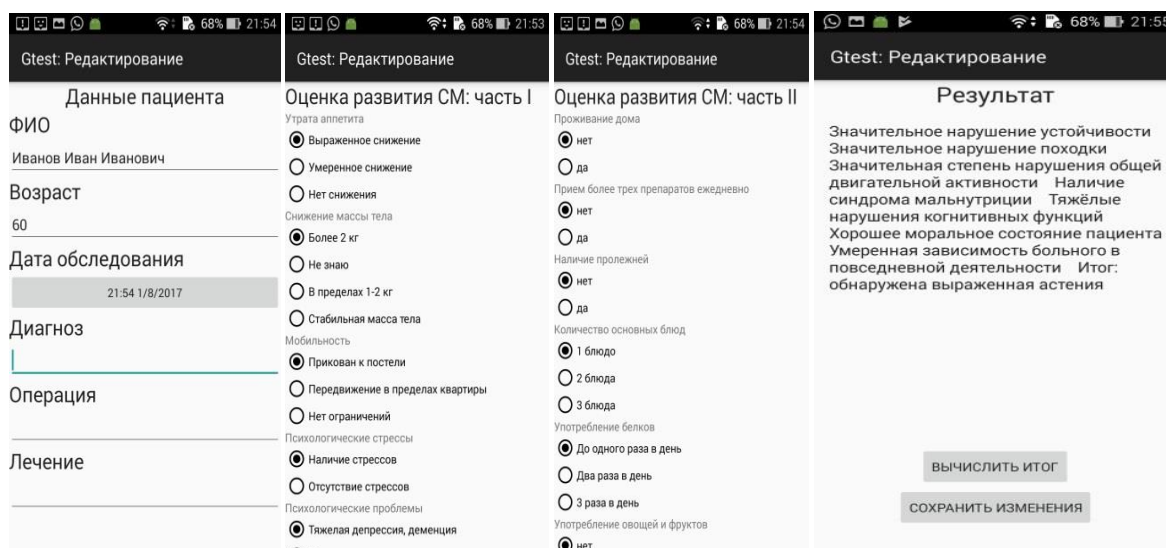 68% 21:54
Gtest: Редактирование
Данные пациента
ФИО
Иванов Иван Иванович
Возраст
60
Дата обследования
21:54 1/8/2017
Диагноз
Операция
Лечение
68% 21:53
Gtest: Редактирование
Оценка развития СМ: часть I
Утрата аппетита
Выраженное снижение
Умеренное снижение
Нет снижения
Снижение массы тела
Более 2 кг
Не знаю
В пределах 1-2 кг
Стабильная масса тела
Мобильность
Прикован к постели
Передвижение в пределах квартиры
Нет ограничений
Психологические стрессы
Наличие стрессов
Отсутствие стрессов
Психологические проблемы
Тяжелая депрессия, деменция
68% 21:54
Gtest: Редактирование
Оценка развития СМ: часть II
Проживание дома
нет
да
Прием более трех препаратов ежедневно
нет
да
Наличие пролежней
нет
да
Количество основных блюд
1 блюдо
2 блюда
3 блюда
Употребление белков
До одного раза в день
Два раза в день
3 раза в день
Употребление овощей и фруктов
нет
68% 21:55
Gtest: Редактирование
Результат
Значительное нарушение устойчивости
Значительное нарушение походки
Значительная степень нарушения общей
двигательной активности Наличие
синдрома мальнутриции Тяжёлые
нарушения когнитивных функций
Хорошее моральное состояние пациента
Умеренная зависимость больного в
повседневной деятельности Итог:
обнаружена выраженная астения
ВЫЧИСЛИТЬ ИТОГ
СОХРАНИТЬ ИЗМЕНЕНИЯ